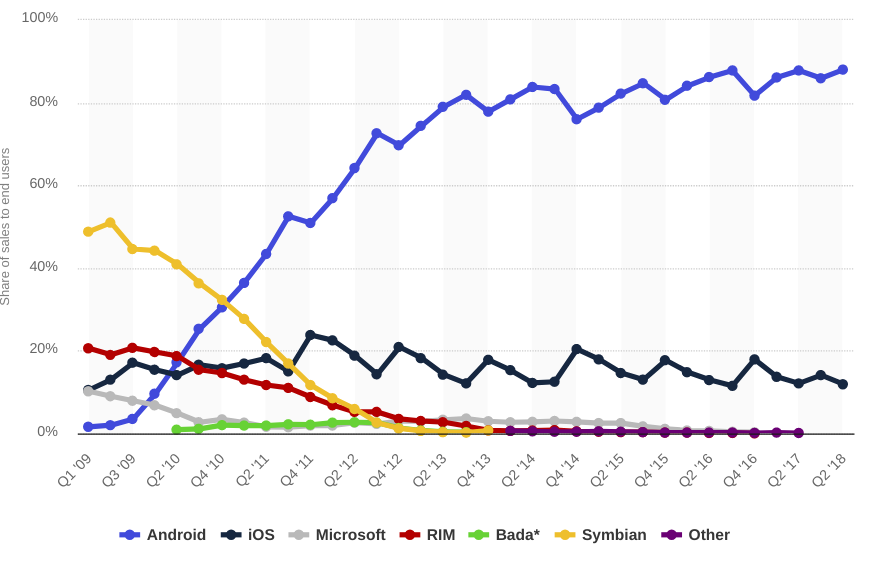 100%
80%
60%
40%
20%
0%
Share of sales to end users
Q1 '09
Q3 '09
Q2 '10
Q4 '10
Q2 '11
Q4 '11
Q2 '12
Q4 '12
Q2 '13
Q4 '13
Q2 '14
Q4 '14
Q2 '15
Q4 '15
Q2 '16
Q4 '16
Q2 '17
Q2 '18
Android iOS Microsoft RIM Bada* Symbian Other